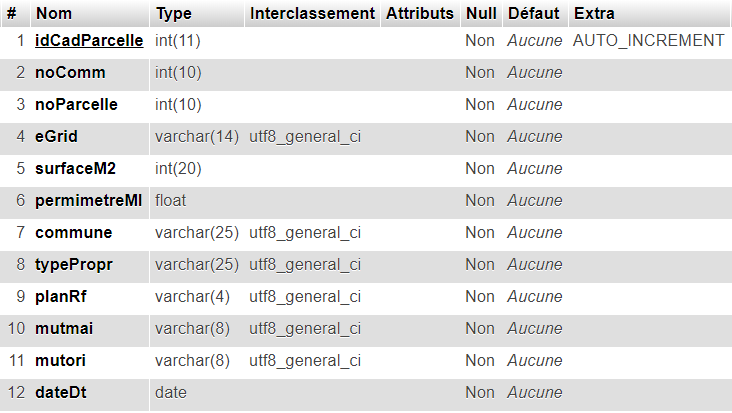 # Nom Type Interclassement Attributs Null Défaut Extra
1 idCadParcelle int(11) Non Aucune AUTO_INCREMENT
2 noComm int(10) Non Aucune
3 noParcelle int(10) Non Aucune
4 eGrid varchar(14) utf8_general_ci Non Aucune
5 surfaceM2 int(20) Non Aucune
6 permimetreMl float Non Aucune
7 commune varchar(25) utf8_general_ci Non Aucune
8 typePropr varchar(25) utf8_general_ci Non Aucune
9 planRf varchar(4) utf8_general_ci Non Aucune
10 mutmai varchar(8) utf8_general_ci Non Aucune
11 mutori varchar(8) utf8_general_ci Non Aucune
12 dateDt date Non Aucune